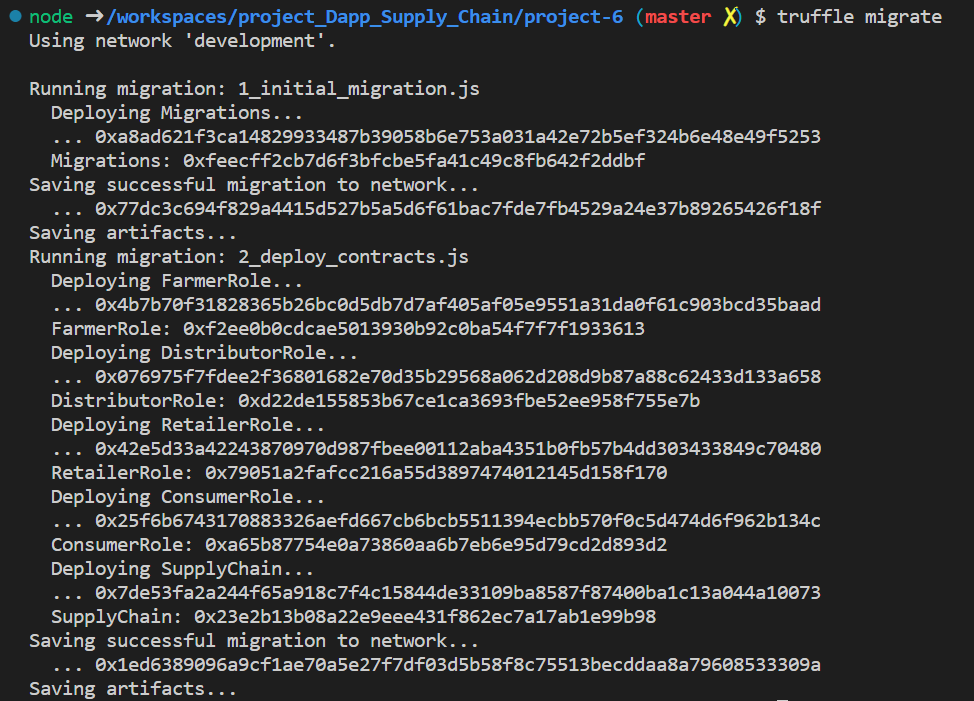 node ➜/workspaces/project_Dapp_Supply_Chain/project-6 (master ✗) $ truffle migrate
Using network 'development'.
Running migration: 1_initial_migration.js
Deploying Migrations...
... 0xa8ad621f3ca14829933487b39058b6e753a031a42e72b5ef324b6e48e49f5253
Migrations: 0xfeecff2cb7d6f3bfcbe5fa41c49c8fb642f2ddbf
Saving successful migration to network...
... 0x77dc3c694f829a4415d527b5a5d6f61bac7fde7fb4529a24e37b89265426f18f
Saving artifacts...
Running migration: 2_deploy_contracts.js
Deploying FarmerRole...
... 0x4b7b70f31828365b26bc0d5db7d7af405af05e9551a31da0f61c903bcd35baad
FarmerRole: 0xf2ee0b0cdcae5013930b92c0ba54f7f7f1933613
Deploying DistributorRole...
... 0x076975f7fdee2f36801682e70d35b29568a062d208d9b87a88c62433d133a658
DistributorRole: 0xd22de155853b67ce1ca3693fbe52ee958f755e7b
Deploying RetailerRole...
... 0x42e5d33a42243870970d987fbee00112aba4351b0fb57b4dd303433849c70480
RetailerRole: 0x79051a2fafcc216a55d3897474012145d158f170
Deploying ConsumerRole...
... 0x25f6b6743170883326aefd667cb6bcb5511394ecbb570f0c5d474d6f962b134c
ConsumerRole: 0xa65b87754e0a73860aa6b7eb6e95d79cd2d893d2
Deploying SupplyChain...
... 0x7de53fa2a244f65a918c7f4c15844de33109ba8587f87400ba1c13a044a10073
SupplyChain: 0x23e2b13b08a22e9eee431f862ec7a17ab1e99b98
Saving successful migration to network...
... 0x1ed6389096a9cf1ae70a5e27f7df03d5b58f8c75513becddaa8a79608533309a
Saving artifacts...